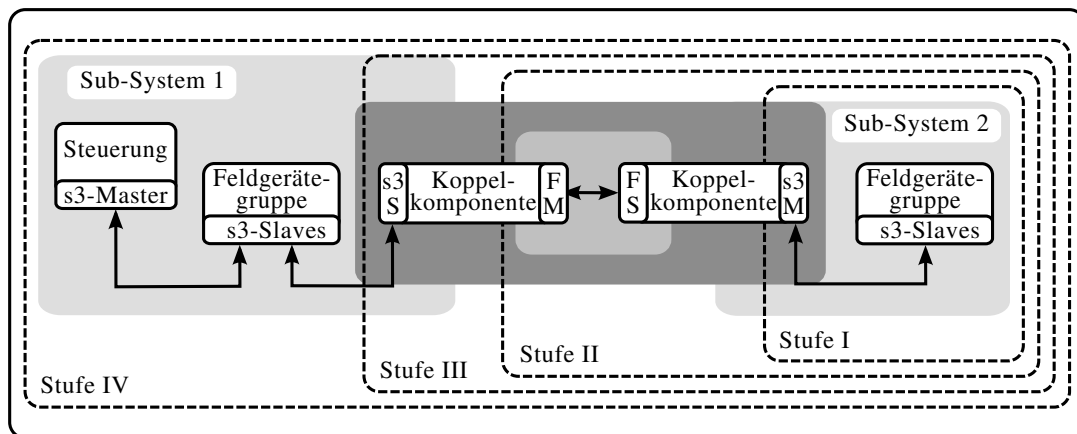 Sub-System 1
Sub-System 2
Steuerung
s3-Master
Feldgeräte-
gruppe
s3-Slaves
s3
S
Koppel-
komponente
F
M
F
S
Koppel-
komponente
s3
M
Feldgeräte-
gruppe
s3-Slaves
Stufe I
Stufe II
Stufe III
Stufe IV